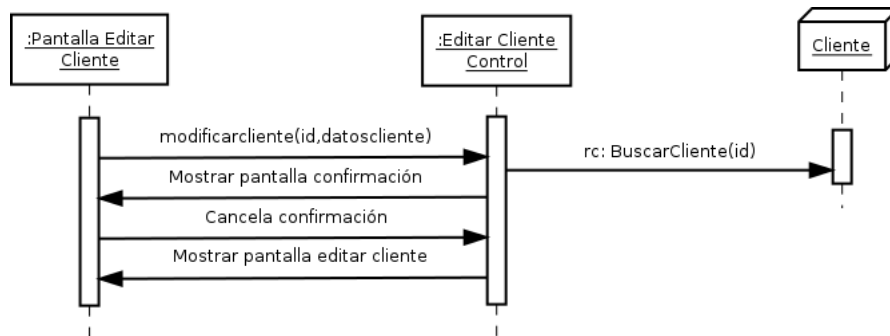 :Pantalla Editar
Cliente
:Editar Cliente
Control
Cliente
modificarcliente(id,datoscliente)
rc: BuscarCliente(id)
Mostrar pantalla confirmación
Cancela confirmación
Mostrar pantalla editar cliente